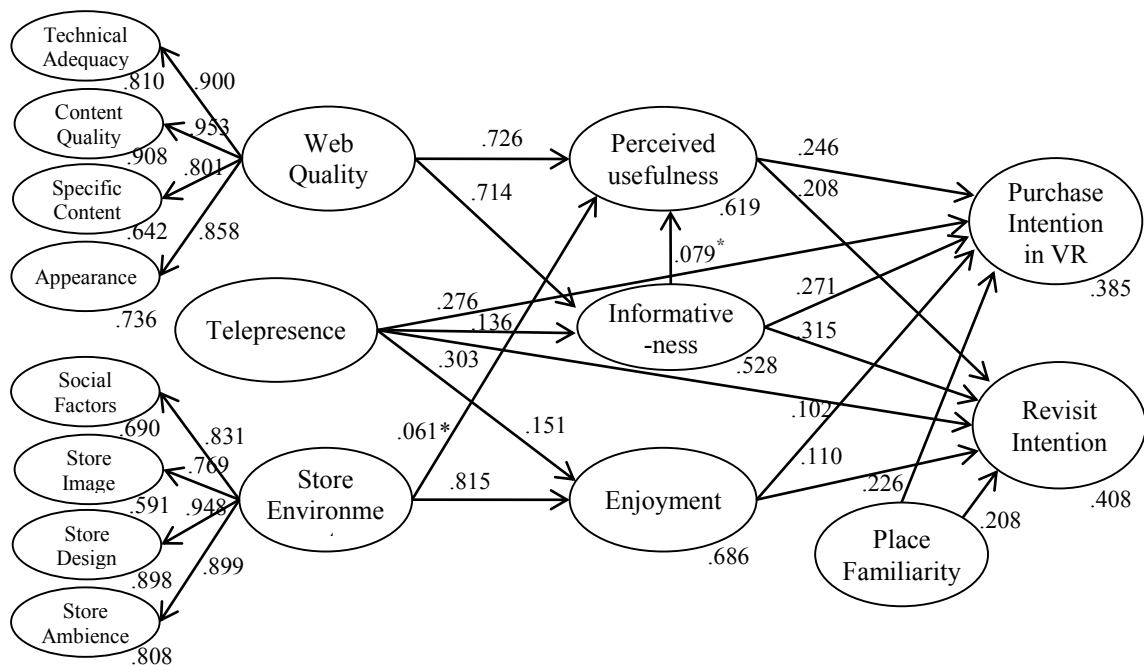 Technical
Adequacy
.810
.900
Content
Quality
.908
.953
Specific
Content
.642
.801
Appearance
.736
.858
Web
Quality
.726
.714
Perceived
usefulness
.619
.246
.208
Purchase
Intention
in VR
.385
.079*
.271
Telepresence
.276
.136
.303
.151
Informative
-ness
.528
.315
Social
Factors
.690
.831
Store
Image
.591
.769
Store
Design
.898
.948
Store
Ambience
.808
.899
Store
Environme
.061*
.815
Enjoyment
.686
.102
.110
.226
.208
Revisit
Intention
.408
Place
Familiarity